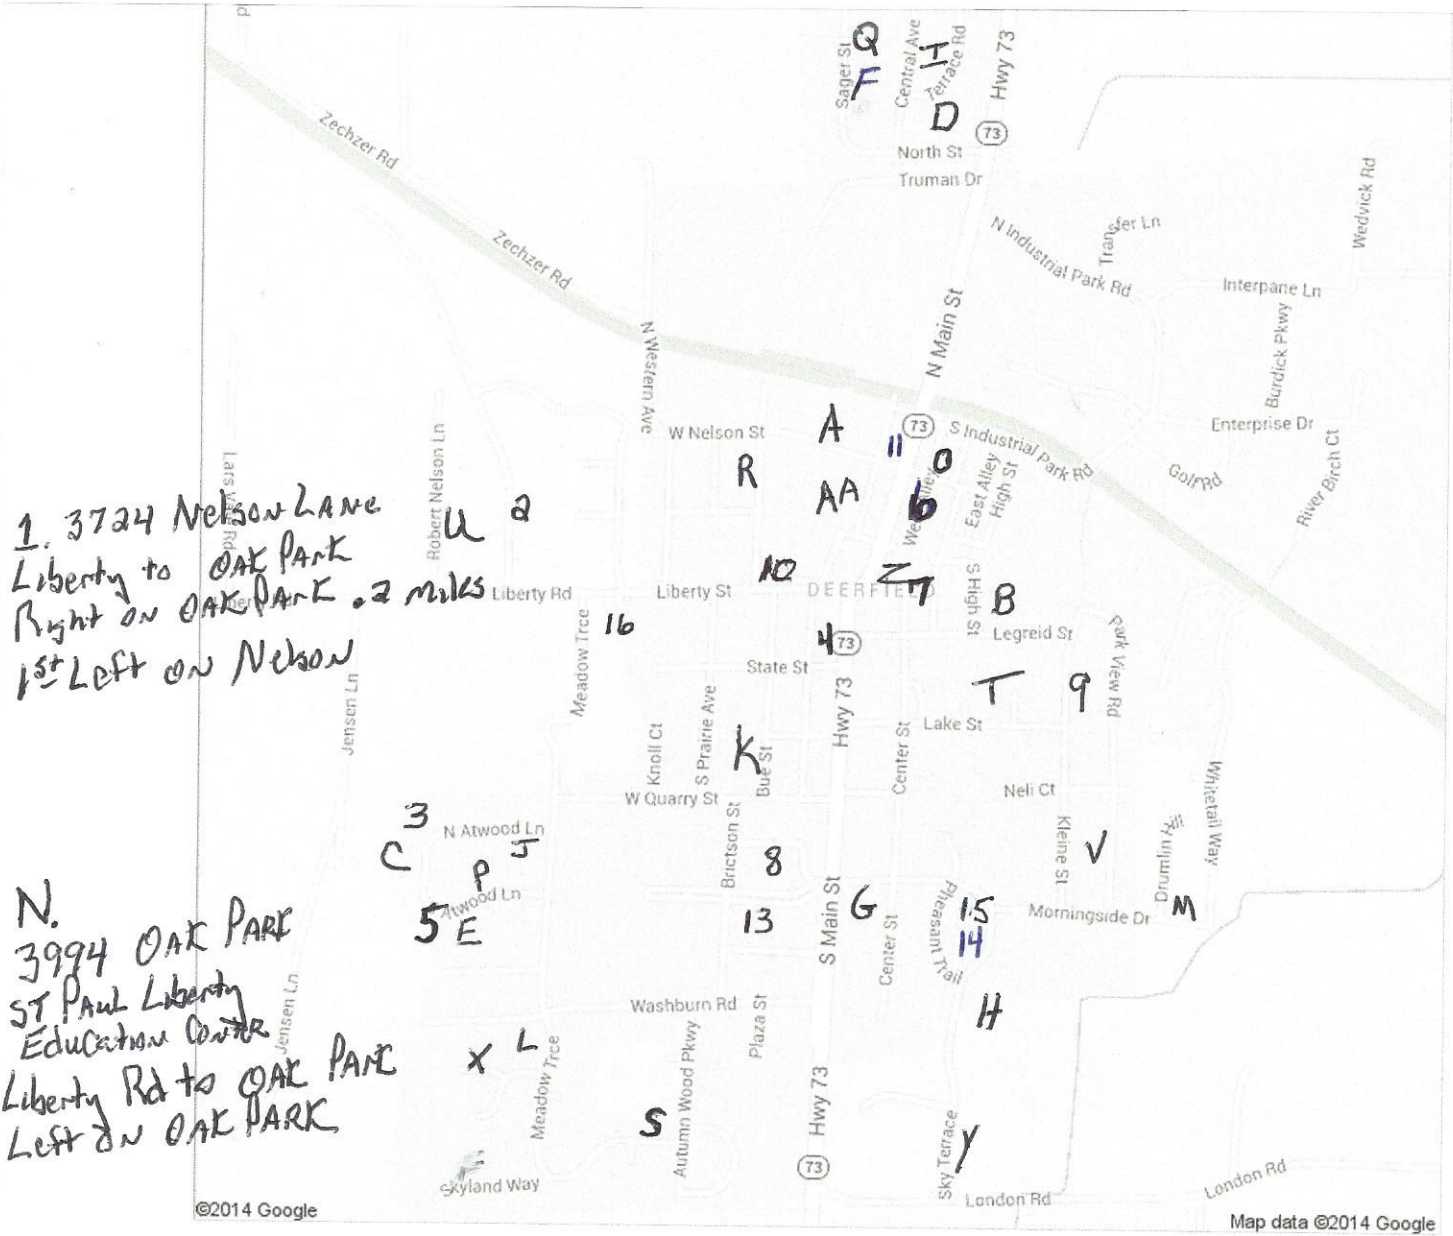 Q
Sager St
F
Central Ave
I
Terrace Rd
D
Hwy 73
73
North St
Truman Dr
Zechzer Rd
Zechzer Rd
N Industrial Park Rd
Transfer Ln
Wedvick Rd
Interpane Ln
Burdick Pkwy
N Main St
N Western Ave
W Nelson St
A
11
73
S Industrial Park Rd
Enterprise Dr
Golf Rd
River Birch Ct
R
AA
O
6
East Alley
High St
Robert Nelson Ln
U
2
1. 3724 Nelson LANE
Liberty to OAK PARK
Right ON OAK PARK .2 miles
1st Left ON Nelson
Liberty Rd
Liberty St
10
DEERFIELD
Z
7
S High St
B
Legreid St
Park View Rd
16
Meadow Trce
4
73
State St
T
9
Jensen Ln
Knoll Ct
S Prairie Ave
K
Bue St
Hwy 73
Center St
Lake St
W Quarry St
Neli Ct
Whitetail Way
3
N Atwood Ln
C
J
P
Atwood Ln
5
E
Brictson St
8
13
S Main St
G
Center St
Pheasant Trail
15
14
Kleine St
V
Drumlin Hill
Morningside Dr
M
N.
3994 OAK PARK
ST PAUL Liberty
Education Center
Liberty Rd to OAK PARK
Left ON OAK PARK
Jensen Ln
Washburn Rd
Plaza St
H
X
L
Meadow Trce
Autumn Wood Pkwy
S
Hwy 73
73
Sky Terrace
Y
Skyland Way
London Rd
London Rd
©2014 Google
Map data ©2014 Google